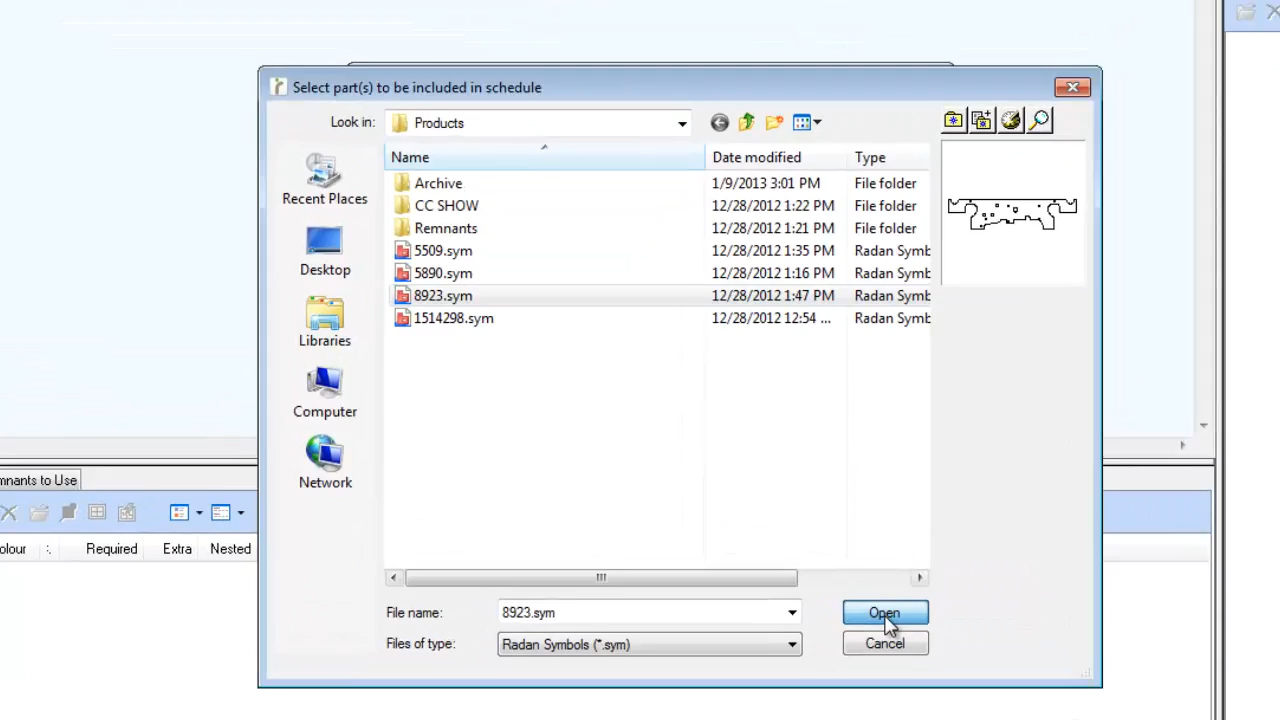 Select part(s) to be included in schedule
Look in:
Products
Name
Date modified
Type
Archive
1/9/2013 3:01 PM
File folder
CC SHOW
12/28/2012 1:22 PM
File folder
Remnants
12/28/2012 1:21 PM
File folder
5509.sym
12/28/2012 1:35 PM
Radan Symb
5890.sym
12/28/2012 1:16 PM
Radan Symb
8923.sym
12/28/2012 1:47 PM
Radan Symb
1514298.sym
12/28/2012 12:54 ...
Radan Symb
Recent Places
Desktop
Libraries
Computer
Network
File name:
8923.sym
Open
Files of type:
Radan Symbols (*.sym)
Cancel
mnants to Use
olour
:.
Required
Extra
Nested